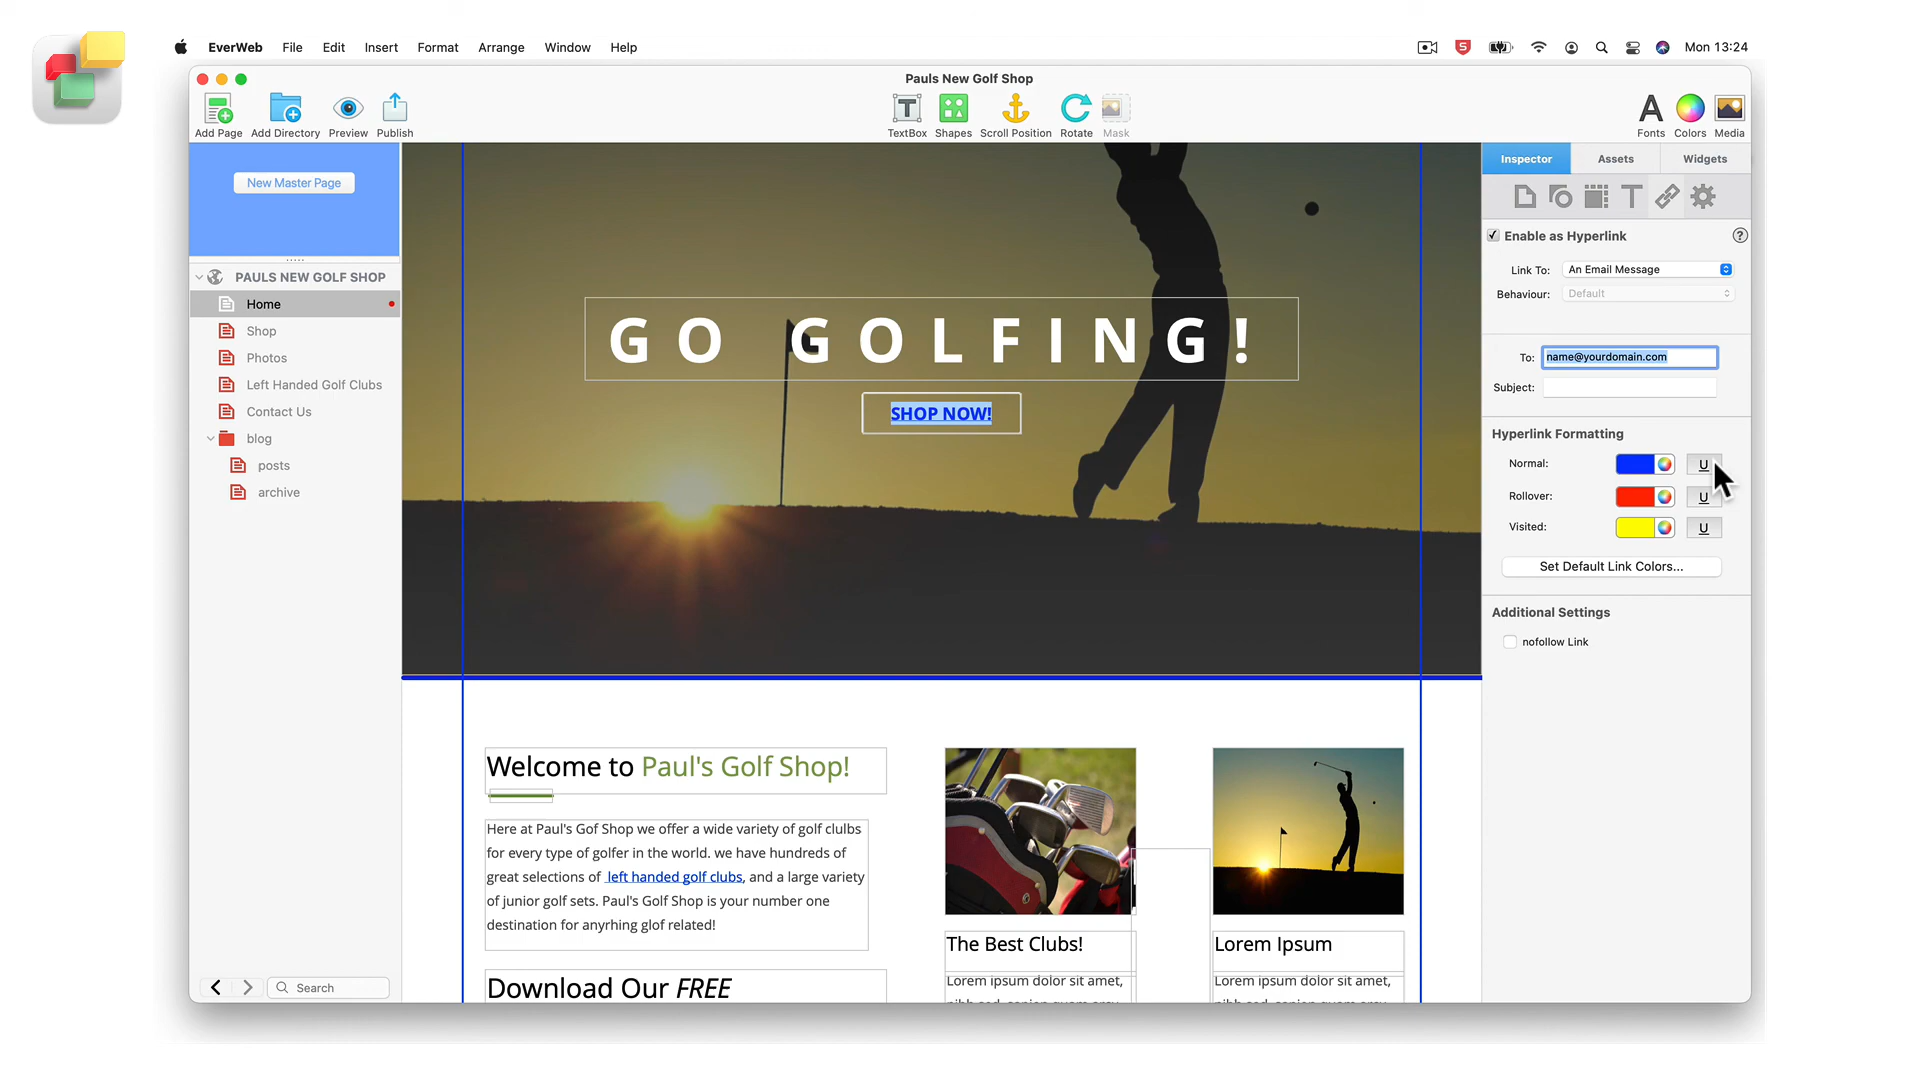 EverWeb File Edit Insert Format Arrange Window Help
S
Mon 13:24
Pauls New Golf Shop
Add Page Add Directory Preview Publish
TextBox Shapes Scroll Position Rotate Mask
Fonts Colors Media
New Master Page
PAULS NEW GOLF SHOP
Home
Shop
Photos
Left Handed Golf Clubs
Contact Us
blog
posts
archive
Search
GO GOLFING!
SHOP NOW!
Welcome to Paul's Golf Shop!
Here at Paul's Gof Shop we offer a wide variety of golf clulbs
for every type of golfer in the world. we have hundreds of
great selections of left handed golf clubs, and a large variety
of junior golf sets. Paul's Golf Shop is your number one
destination for anyrhing glof related!
Download Our FREE
The Best Clubs!
Lorem ipsum dolor sit amet,
Lorem Ipsum
Lorem ipsum dolor sit amet,
Inspector Assets Widgets
Enable as Hyperlink ?
Link To: An Email Message
Behaviour: Default
To: name@yourdomain.com
Subject:
Hyperlink Formatting
Normal: U
Rollover: U
Visited: U
Set Default Link Colors...
Additional Settings
nofollow Link